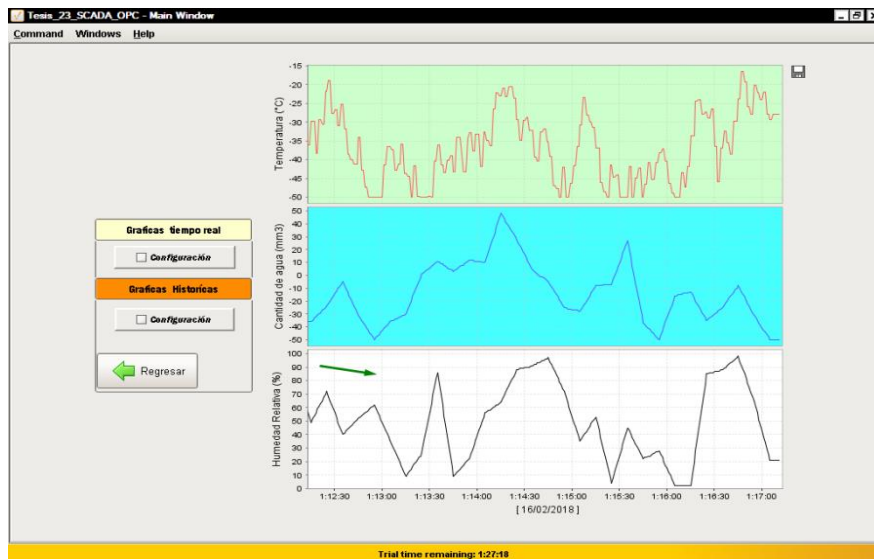 Tesis_23_SCADA_OPC - Main Window
Command Windows Help
Graficas tiempo real
Configuración
Graficas Historícas
Configuración
Regresar
Temperatura (°C)
-15
-20
-25
-30
-35
-40
-45
-50
Cantidad de agua (mm3)
50
40
30
20
10
0
-10
-20
-30
-40
-50
Humedad Relativa (%)
100
90
80
70
60
50
40
30
20
10
0
1:12:30 1:13:00 1:13:30 1:14:00 1:14:30 1:15:00 1:15:30 1:16:00 1:16:30 1:17:00
[ 16/02/2018 ]
Trial time remaining: 1:27:18